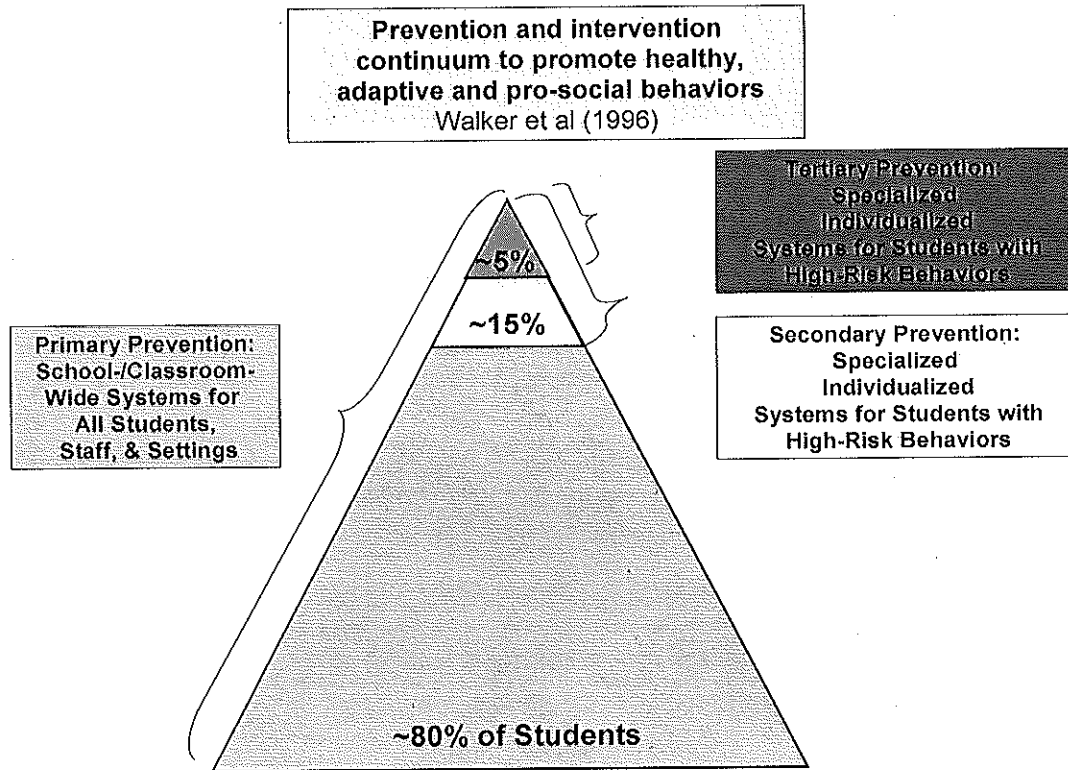 Prevention and intervention
continuum to promote healthy,
adaptive and pro-social behaviors
Walker et al (1996)
Tertiary Prevention:
Specialized
Individualized
Systems for Students with
High-Risk Behaviors
~5%
~15%
Primary Prevention:
School-/Classroom-
Wide Systems for
All Students,
Staff, & Settings
Secondary Prevention:
Specialized
Individualized
Systems for Students with
High-Risk Behaviors
~80% of Students